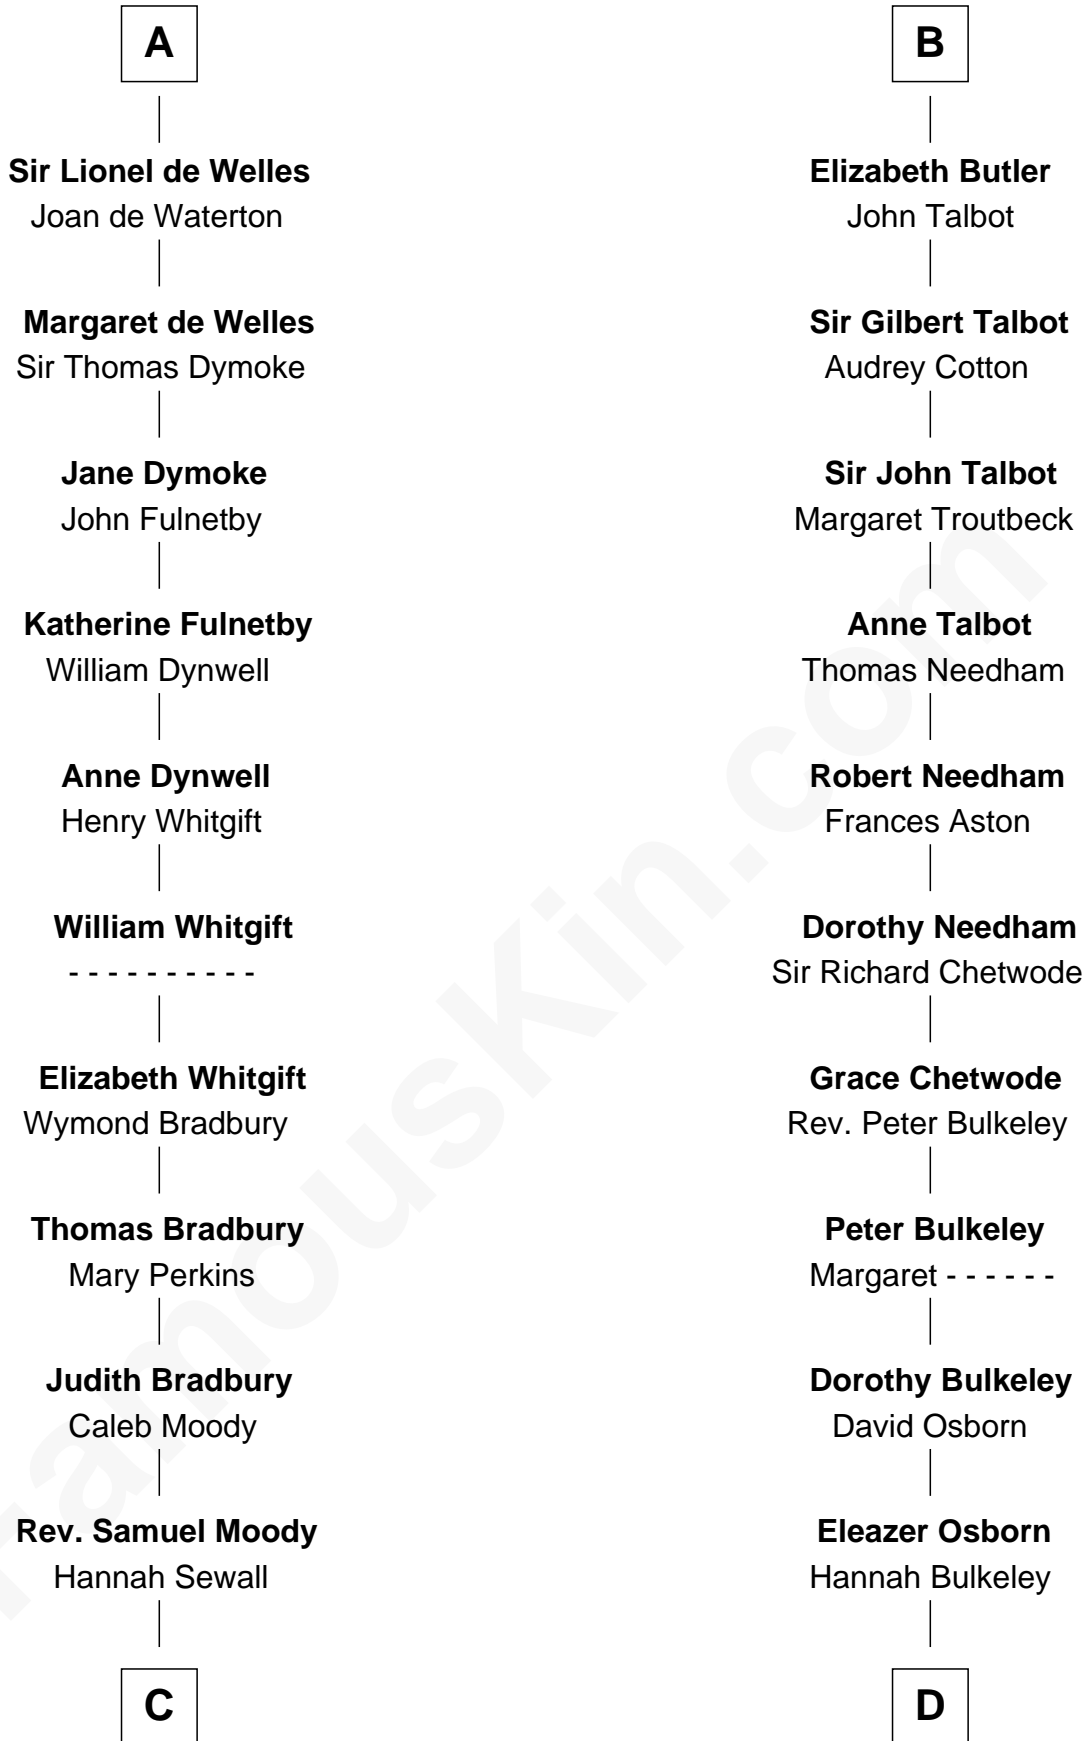 A
Sir Lionel de Welles
Joan de Waterton
Margaret de Welles
Sir Thomas Dymoke
Jane Dymoke
John Fulnetby
Katherine Fulnetby
William Dynwell
Anne Dynwell
Henry Whitgift
William Whitgift
- - - - - - - - - -
Elizabeth Whitgift
Wymond Bradbury
Thomas Bradbury
Mary Perkins
Judith Bradbury
Caleb Moody
Rev. Samuel Moody
Hannah Sewall
C
B
Elizabeth Butler
John Talbot
Sir Gilbert Talbot
Audrey Cotton
Sir John Talbot
Margaret Troutbeck
Anne Talbot
Thomas Needham
Robert Needham
Frances Aston
Dorothy Needham
Sir Richard Chetwode
Grace Chetwode
Rev. Peter Bulkeley
Peter Bulkeley
Margaret - - - - - -
Dorothy Bulkeley
David Osborn
Eleazer Osborn
Hannah Bulkeley
D
FamousKin.com